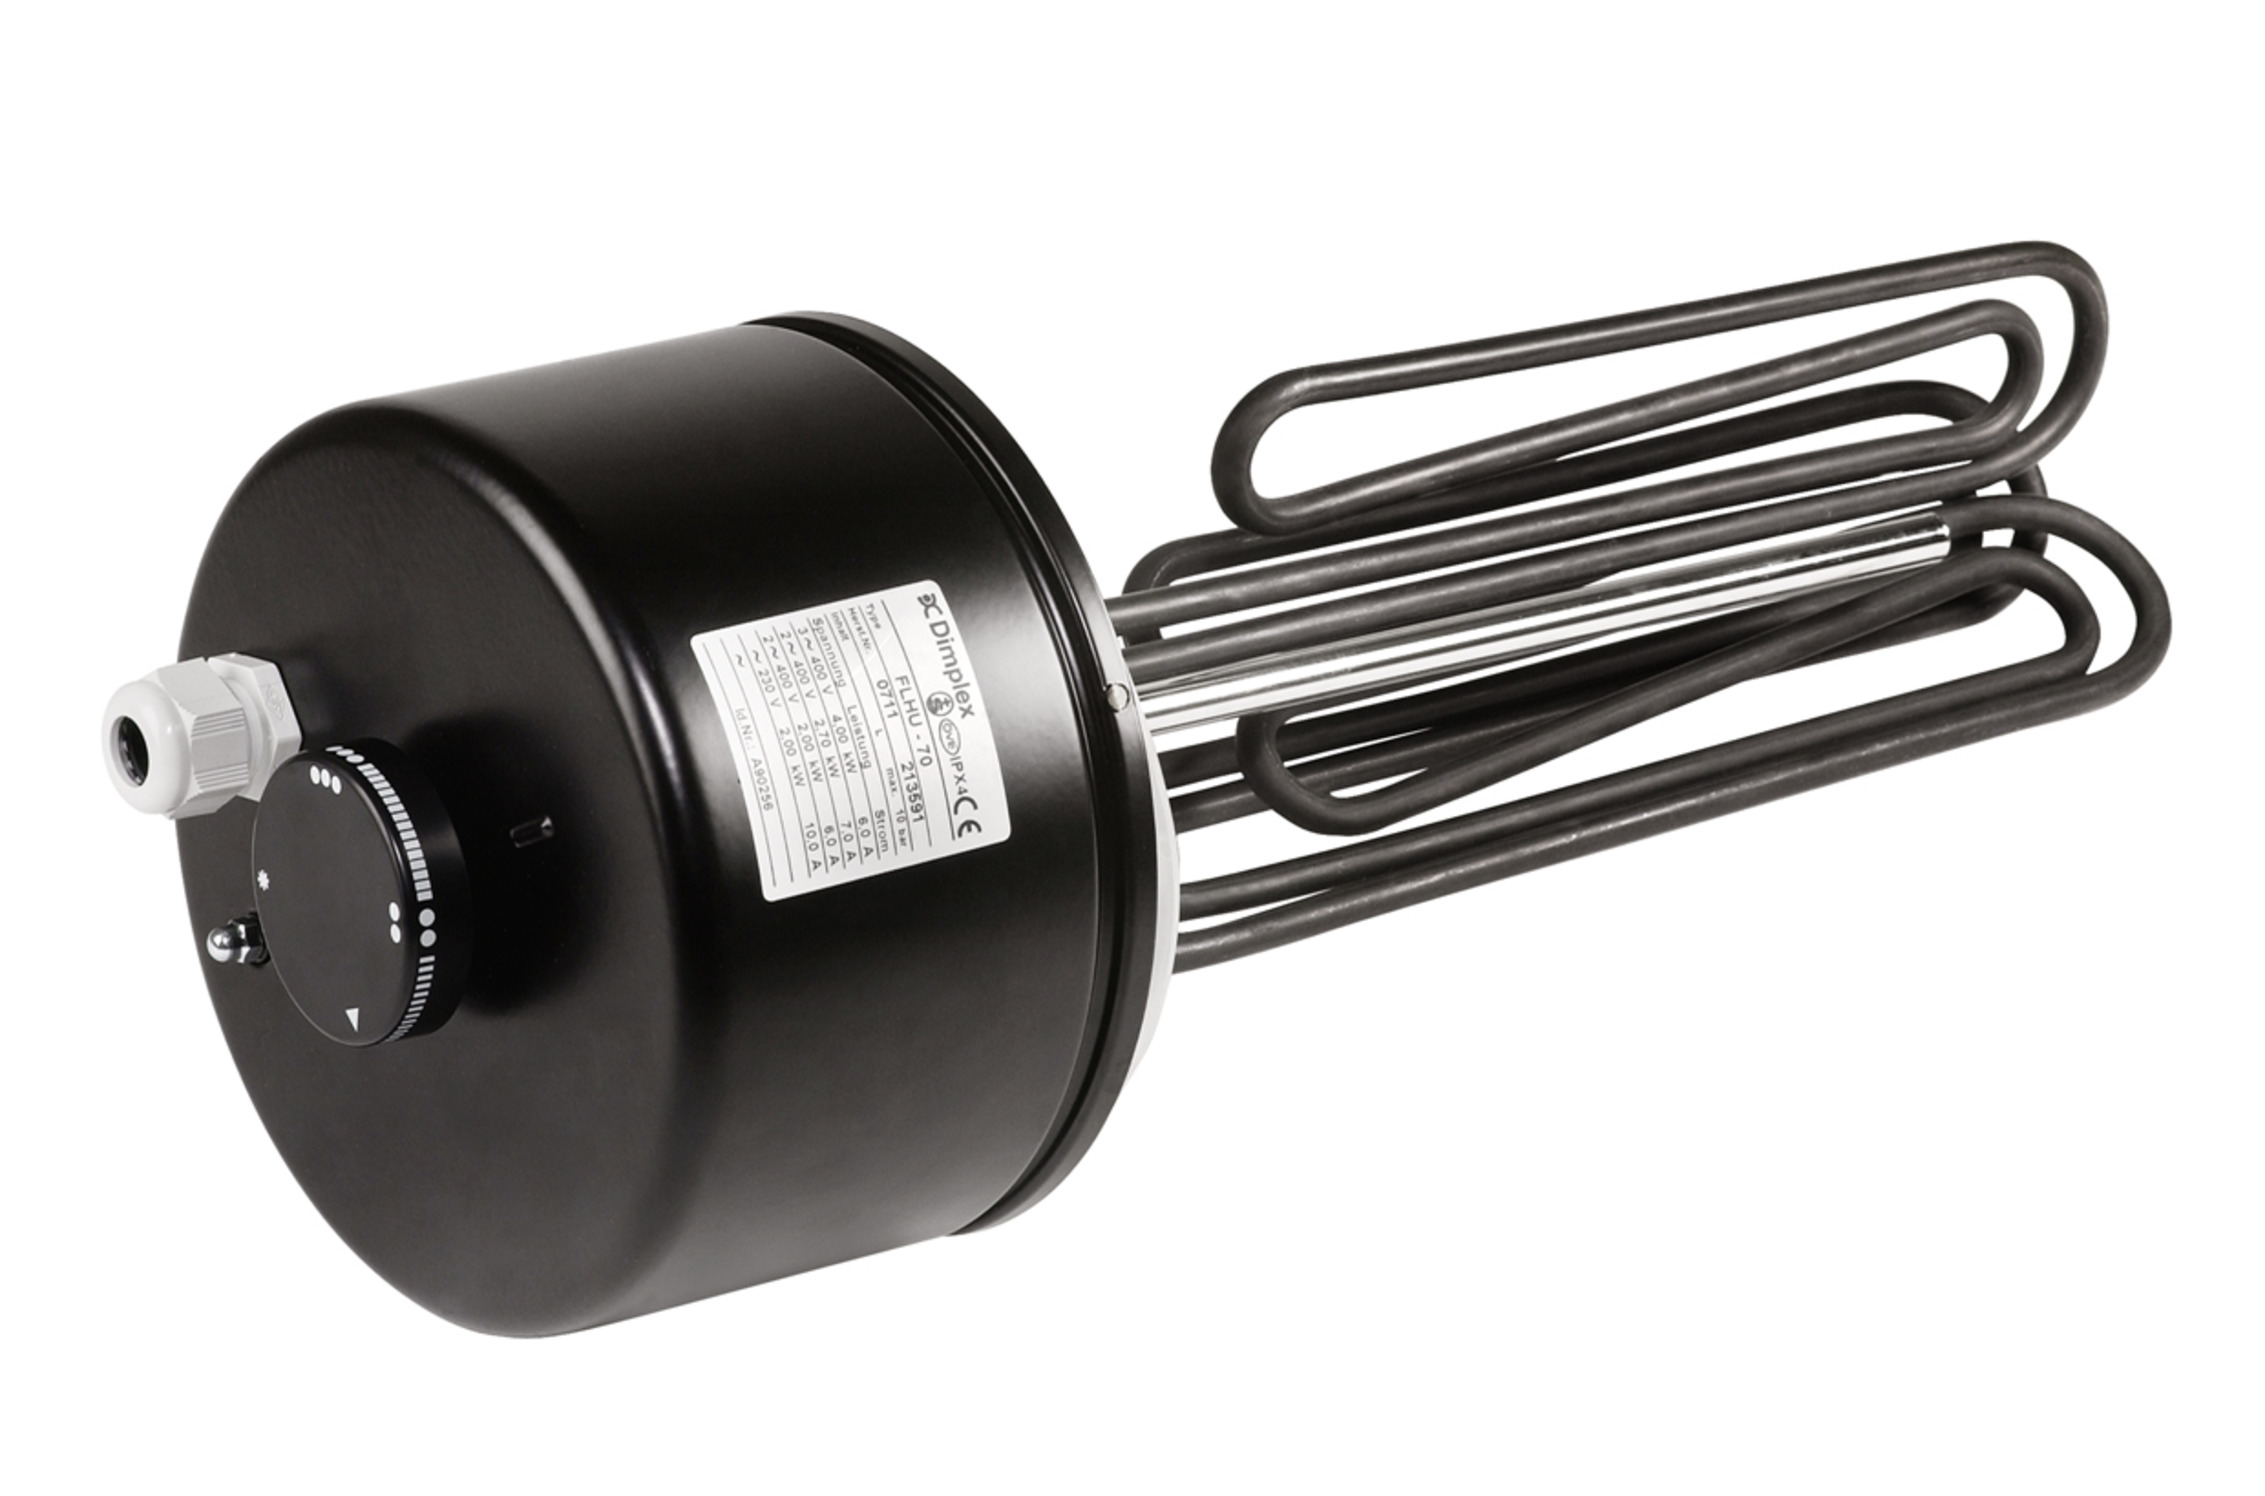 Dimplex ÖVE IPX4 CE
Type FLHU - 70
Herst.Nr. 0711 213591
Inhalt L max. 10 bar
Spannung Leistung Strom
3~ 400 V 4,00 kW 6,0 A
2~ 400 V 2,70 kW 7,0 A
2~ 400 V 2,00 kW 6,0 A
~ 230 V 2,00 kW 10,0 A
~
Id.Nr.: A90256